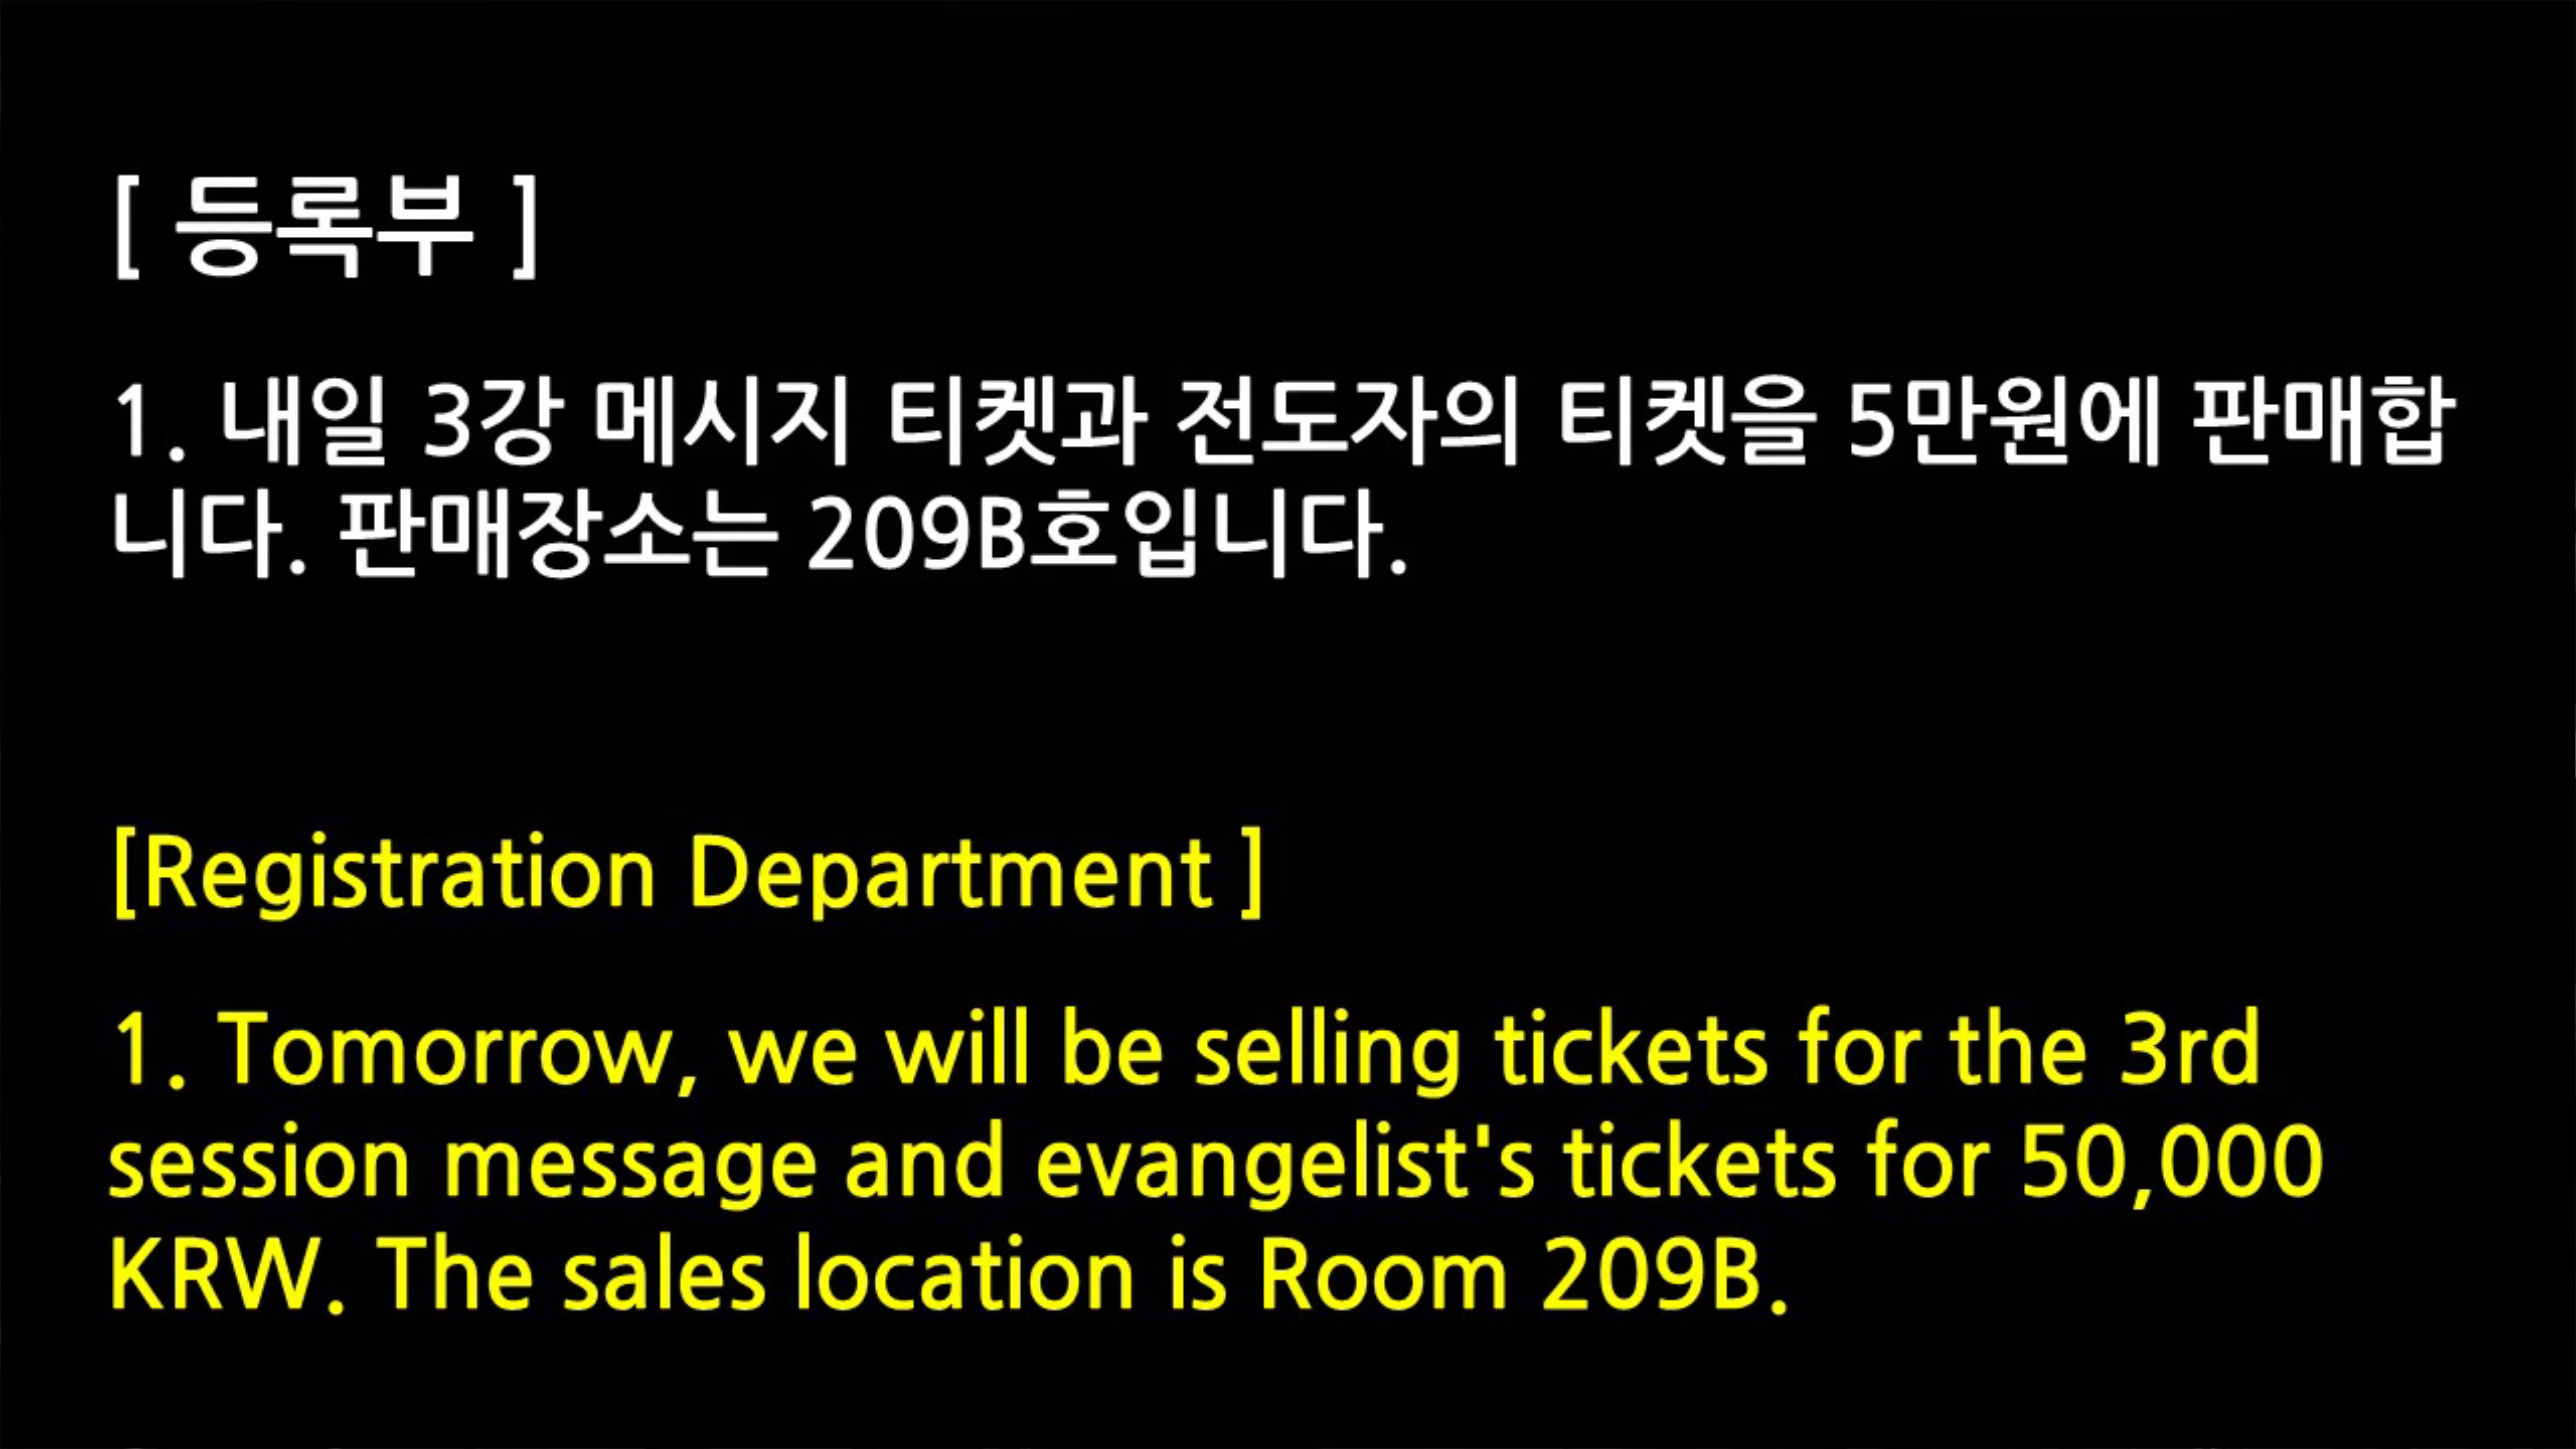 [ 등록부 ]
1. 내일 3강 메시지 티켓과 전도자의 티켓을 5만원에 판매합
니다. 판매장소는 209B호입니다.
[Registration Department ]
1. Tomorrow, we will be selling tickets for the 3rd
session message and evangelist's tickets for 50,000
KRW. The sales location is Room 209B.